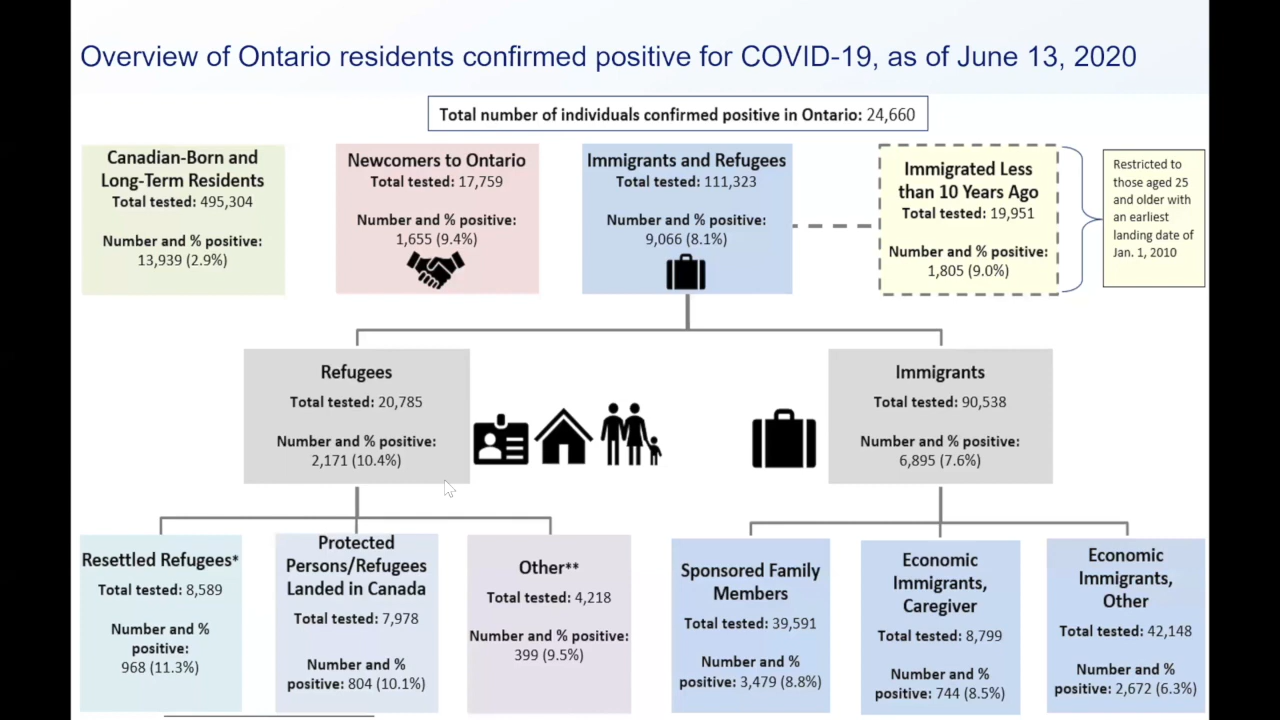 Overview of Ontario residents confirmed positive for COVID-19, as of June 13, 2020
Total number of individuals confirmed positive in Ontario: 24,660
Canadian-Born and
Long-Term Residents
Total tested: 495,304
Number and % positive:
13,939 (2.9%)
Newcomers to Ontario
Total tested: 17,759
Number and % positive:
1,655 (9.4%)
Immigrants and Refugees
Total tested: 111,323
Number and % positive:
9,066 (8.1%)
Immigrated Less
than 10 Years Ago
Total tested: 19,951
Number and % positive:
1,805 (9.0%)
Restricted to
those aged 25
and older with
an earliest
landing date of
Jan. 1, 2010
Refugees
Total tested: 20,785
Number and % positive:
2,171 (10.4%)
Immigrants
Total tested: 90,538
Number and % positive:
6,895 (7.6%)
Resettled Refugees*
Total tested: 8,589
Number and %
positive:
968 (11.3%)
Protected
Persons/Refugees
Landed in Canada
Total tested: 7,978
Number and %
positive: 804 (10.1%)
Other**
Total tested: 4,218
Number and % positive:
399 (9.5%)
Sponsored Family
Members
Total tested: 39,591
Number and %
positive: 3,479 (8.8%)
Economic
Immigrants,
Caregiver
Total tested: 8,799
Number and %
positive: 744 (8.5%)
Economic
Immigrants,
Other
Total tested: 42,148
Number and %
positive: 2,672 (6.3%)